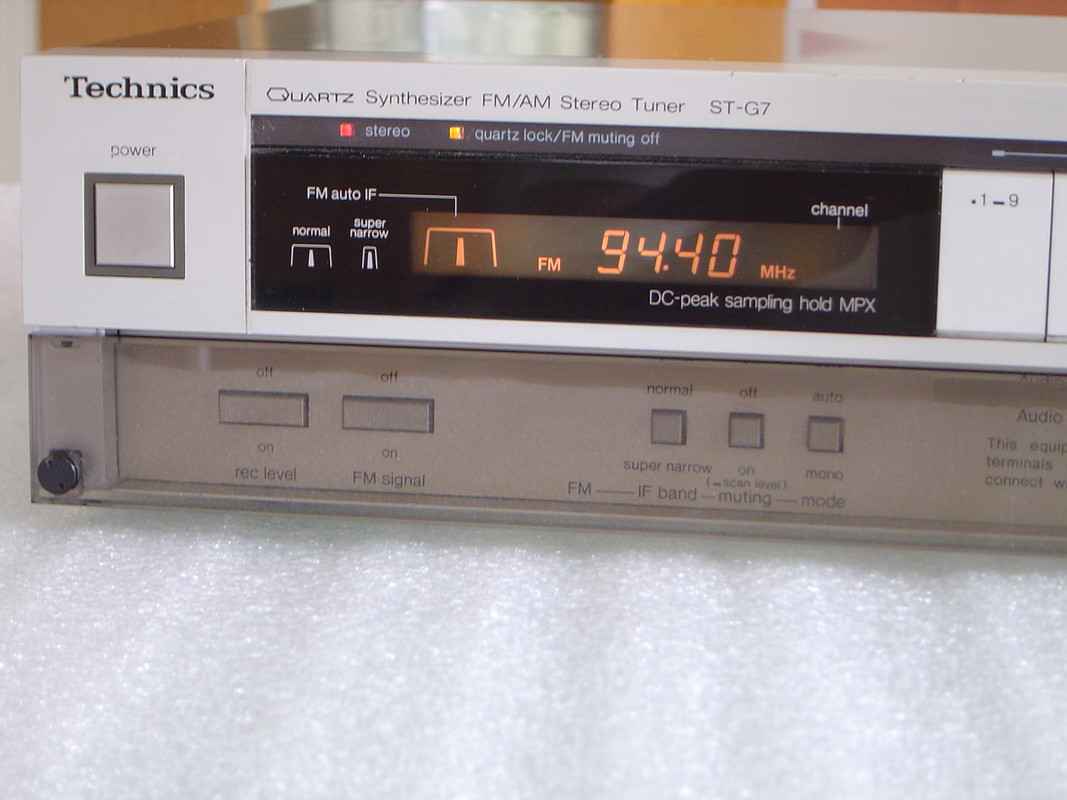 Technics
QUARTZ Synthesizer FM/AM Stereo Tuner ST-G7
stereo quartz lock/FM muting off
power
FM auto IF
channel
.1-9
normal super narrow
FM 94.40 MHz
DC-peak sampling hold MPX
off off normal off auto
Audio
on on super narrow on mono
(-scan level)
rec level FM signal FM IF band muting mode
This equip
terminals
connect wi